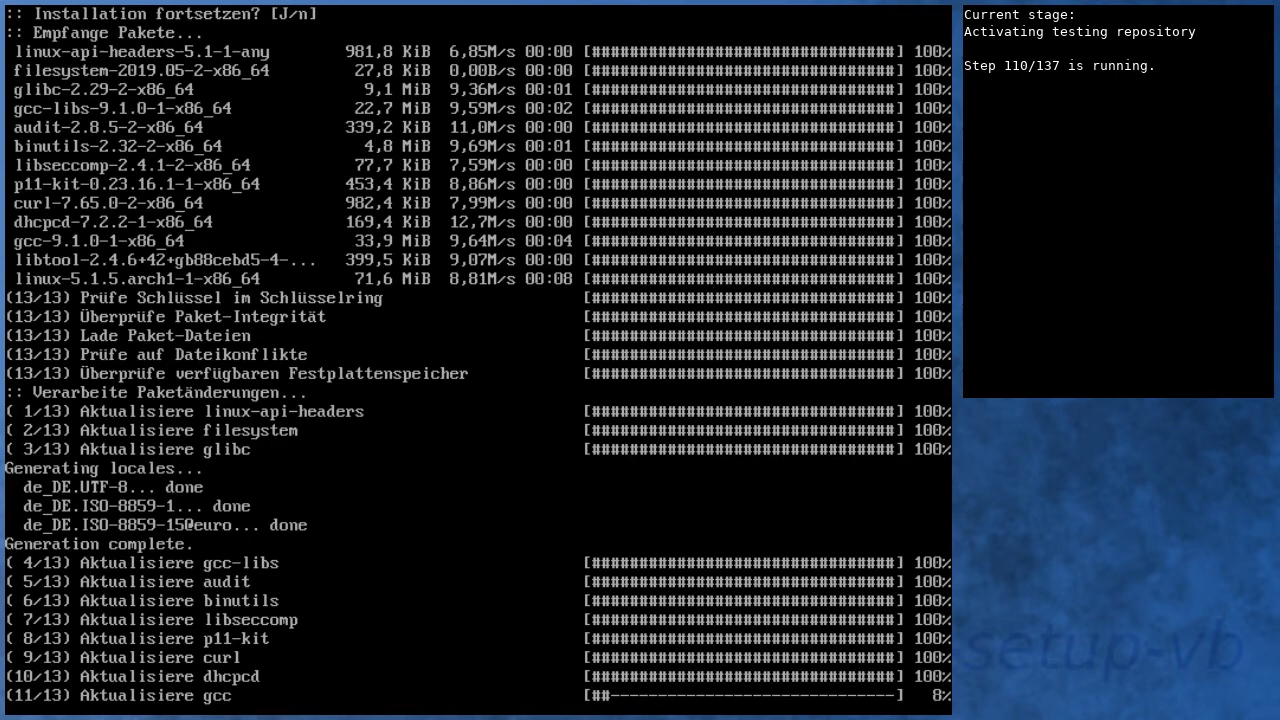 :: Installation fortsetzen? [J/n]
:: Empfange Pakete...
linux-api-headers-5.1-1-any 981,8 KiB 6,85M/s 00:00 [################################] 100%
filesystem-2019.05-2-x86_64 27,8 KiB 0,00B/s 00:00 [################################] 100%
glibc-2.29-2-x86_64 9,1 MiB 9,36M/s 00:01 [################################] 100%
gcc-libs-9.1.0-1-x86_64 22,7 MiB 9,59M/s 00:02 [################################] 100%
audit-2.8.5-2-x86_64 339,2 KiB 11,0M/s 00:00 [################################] 100%
binutils-2.32-2-x86_64 4,8 MiB 9,69M/s 00:01 [################################] 100%
libseccomp-2.4.1-2-x86_64 77,7 KiB 7,59M/s 00:00 [################################] 100%
p11-kit-0.23.16.1-1-x86_64 453,4 KiB 8,86M/s 00:00 [################################] 100%
curl-7.65.0-2-x86_64 982,4 KiB 7,99M/s 00:00 [################################] 100%
dhcpcd-7.2.2-1-x86_64 169,4 KiB 12,7M/s 00:00 [################################] 100%
gcc-9.1.0-1-x86_64 33,9 MiB 9,64M/s 00:04 [################################] 100%
libtool-2.4.6+42+gb88cebd5-4-... 399,5 KiB 9,07M/s 00:00 [################################] 100%
linux-5.1.5.arch1-1-x86_64 71,6 MiB 8,81M/s 00:08 [################################] 100%
(13/13) Prüfe Schlüssel im Schlüsselring [################################] 100%
(13/13) Überprüfe Paket-Integrität [################################] 100%
(13/13) Lade Paket-Dateien [################################] 100%
(13/13) Prüfe auf Dateikonflikte [################################] 100%
(13/13) Überprüfe verfügbaren Festplattenspeicher [################################] 100%
:: Verarbeite Paketänderungen...
( 1/13) Aktualisiere linux-api-headers [################################] 100%
( 2/13) Aktualisiere filesystem [################################] 100%
( 3/13) Aktualisiere glibc [################################] 100%
Generating locales...
de_DE.UTF-8... done
de_DE.ISO-8859-1... done
de_DE.ISO-8859-15@euro... done
Generation complete.
( 4/13) Aktualisiere gcc-libs [################################] 100%
( 5/13) Aktualisiere audit [################################] 100%
( 6/13) Aktualisiere binutils [################################] 100%
( 7/13) Aktualisiere libseccomp [################################] 100%
( 8/13) Aktualisiere p11-kit [################################] 100%
( 9/13) Aktualisiere curl [################################] 100%
(10/13) Aktualisiere dhcpcd [################################] 100%
(11/13) Aktualisiere gcc [##------------------------------] 8%
Current stage:
Activating testing repository
Step 110/137 is running.
setup-vb